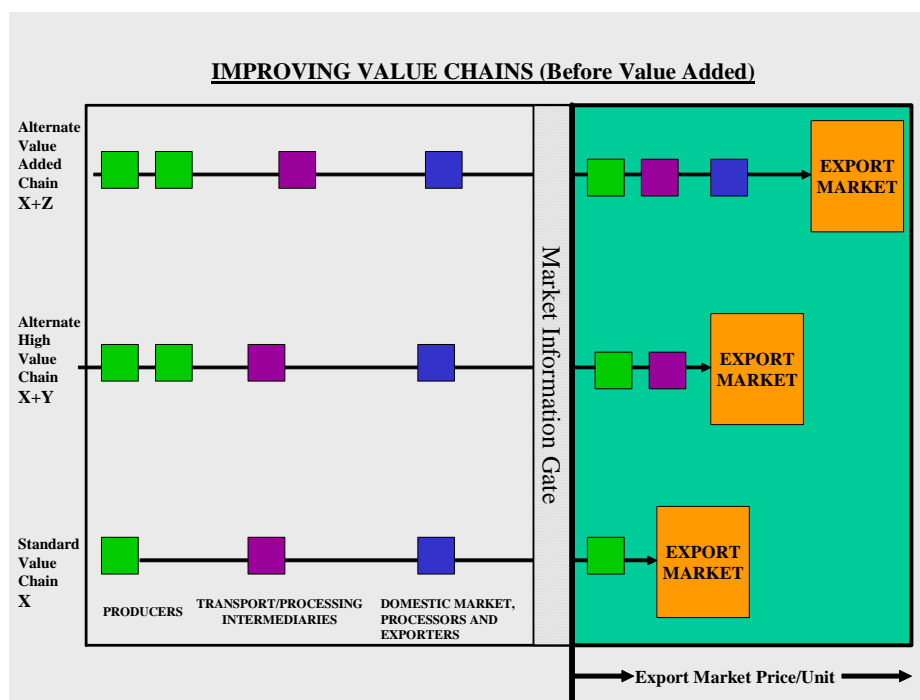 IMPROVING VALUE CHAINS (Before Value Added)
Alternate
Value
Added
Chain
X+Z
EXPORT
MARKET
Alternate
High
Value
Chain
X+Y
EXPORT
MARKET
Market Information Gate
Standard
Value
Chain
X
EXPORT
MARKET
PRODUCERS
TRANSPORT/PROCESSING
INTERMEDIARIES
DOMESTIC MARKET,
PROCESSORS AND
EXPORTERS
Export Market Price/Unit